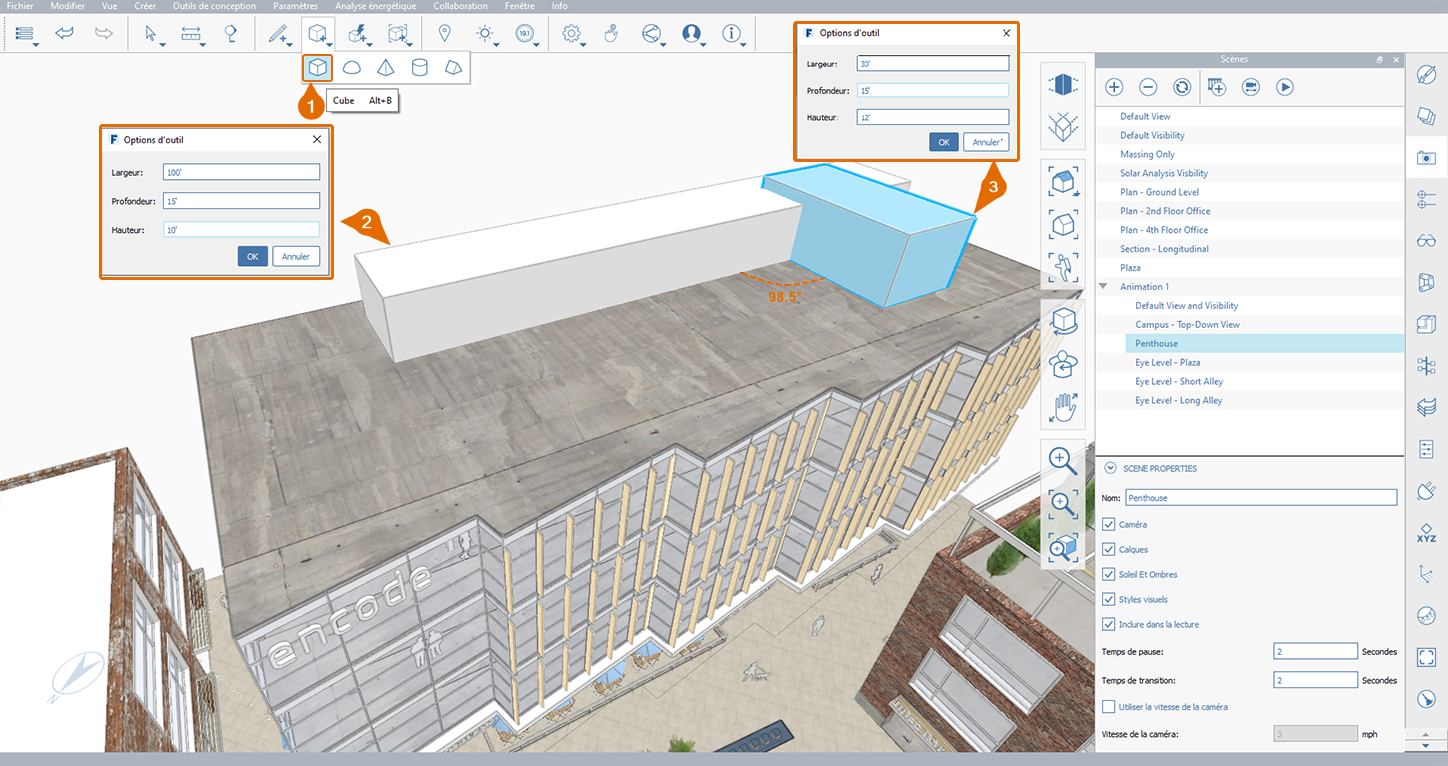 Fichier Modifier Vue Créer Outils de conception Paramètres Analyse énergétique Collaboration Fenêtre Info
19.1
1
Cube Alt+B
Options d'outil
Largeur: 100'
Profondeur: 15'
Hauteur: 10'
OK Annuler
2
Options d'outil
Largeur: 30'
Profondeur: 15'
Hauteur: 12'
OK Annuler
3
98.5°
encode
Scènes
Default View
Default Visibility
Massing Only
Solar Analysis Visibility
Plan - Ground Level
Plan - 2nd Floor Office
Plan - 4th Floor Office
Section - Longitudinal
Plaza
Animation 1
Default View and Visibility
Campus - Top-Down View
Penthouse
Eye Level - Plaza
Eye Level - Short Alley
Eye Level - Long Alley
SCENE PROPERTIES
Nom: Penthouse
Caméra
Calques
Soleil Et Ombres
Styles visuels
Inclure dans la lecture
Temps de pause: 2 Secondes
Temps de transition: 2 Secondes
Utiliser la vitesse de la caméra
Vitesse de la caméra: 3 mph
XYZ